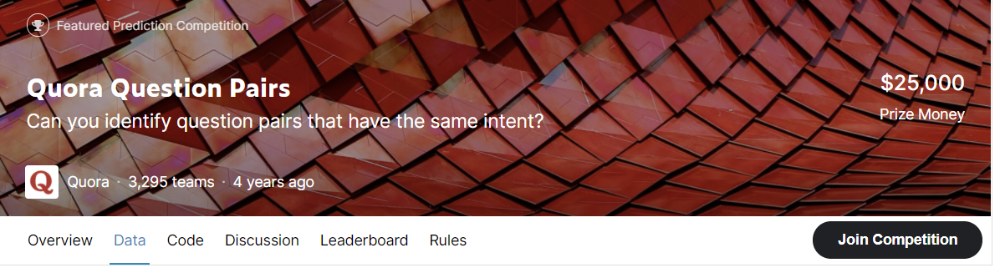 Featured Prediction Competition
Quora Question Pairs
$25,000
Can you identify question pairs that have the same intent?
Prize Money
Q
Quora · 3,295 teams · 4 years ago
Overview Data Code Discussion Leaderboard Rules Join Competition